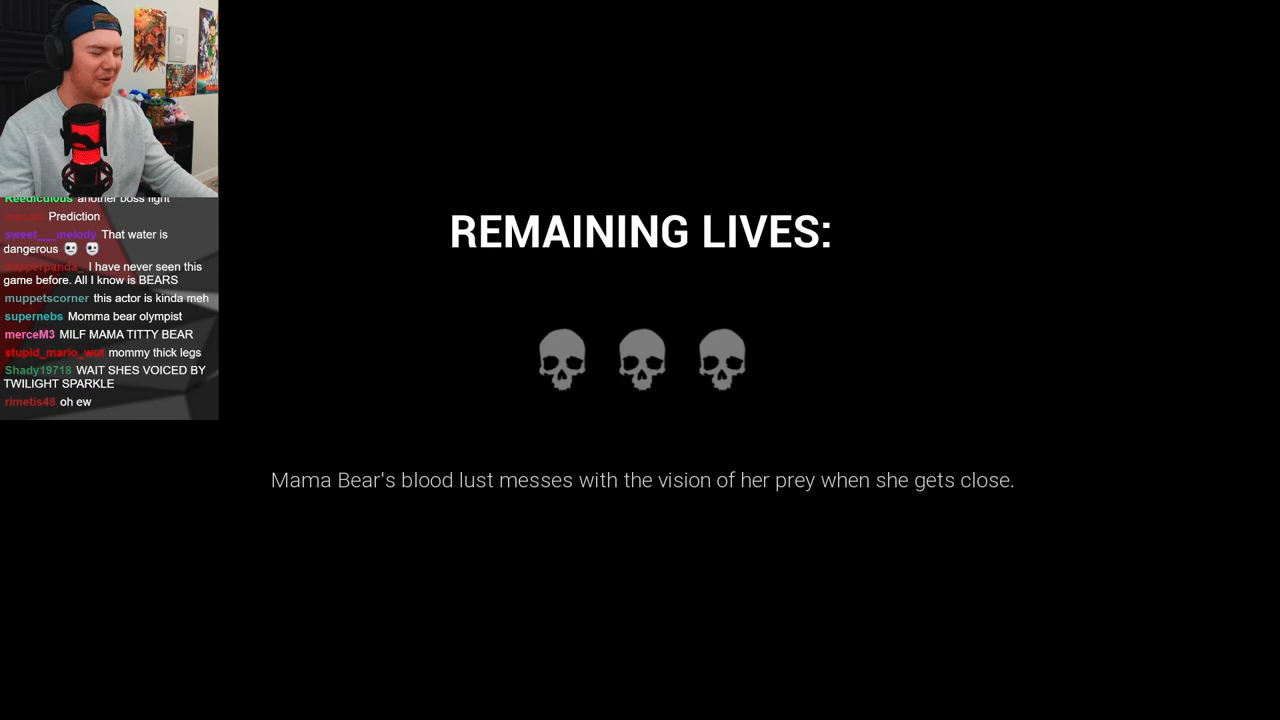 Reediculous another boss fight
Prediction
sweet___melody That water is
dangerous
I have never seen this
game before. All I know is BEARS
muppetscorner this actor is kinda meh
supernebs Momma bear olympist
merceM3 MILF MAMA TITTY BEAR
stupid_mario_wut mommy thick legs
Shady19718 WAIT SHES VOICED BY
TWILIGHT SPARKLE
rimetis48 oh ew
REMAINING LIVES:
Mama Bear's blood lust messes with the vision of her prey when she gets close.